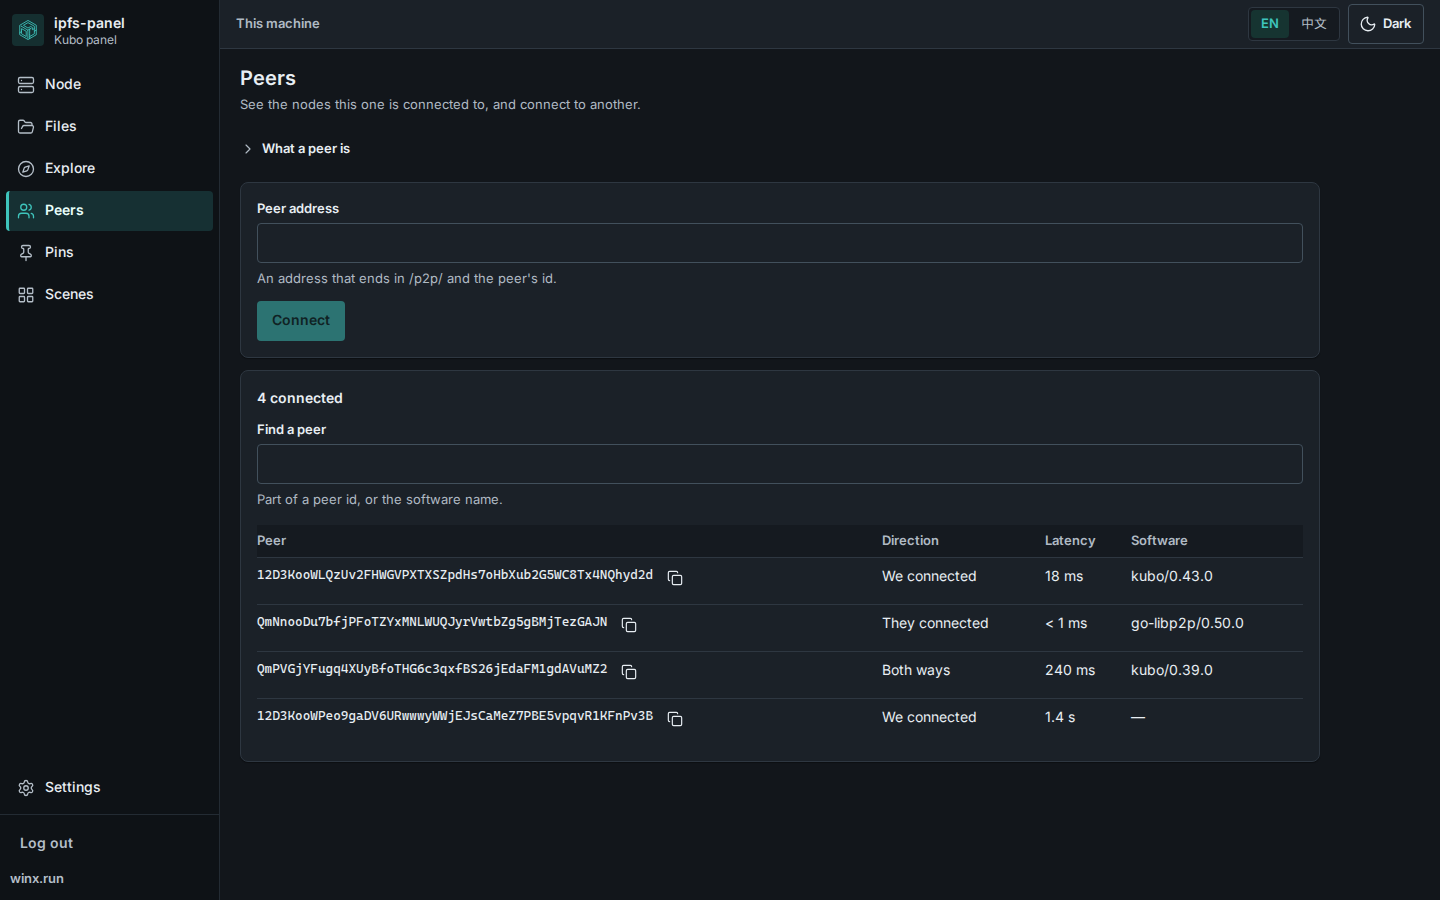 ipfs-panel
Kubo panel
Node
Files
Explore
Peers
Pins
Scenes
Settings
Log out
winx.run
This machine
EN 中文 Dark
Peers
See the nodes this one is connected to, and connect to another.
What a peer is
Peer address
An address that ends in /p2p/ and the peer's id.
Connect
4 connected
Find a peer
Part of a peer id, or the software name.
Peer Direction Latency Software
12D3KooWLQzUv2FHWGVPXTXSZpdHs7oHbXub2G5WC8Tx4NQhyd2d We connected 18 ms kubo/0.43.0
QmNnooDu7bfjPFoTZYxMNLWUQJyrVwtbZg5gBMjTezGAJN They connected < 1 ms go-libp2p/0.50.0
QmPVGjYFugq4XUyBfoTHG6c3qxfBS26jEdaFM1gdAVuMZ2 Both ways 240 ms kubo/0.39.0
12D3KooWPeo9gaDV6URwwwyWWjEJsCaMeZ7PBE5vpqvR1KFnPv3B We connected 1.4 s —